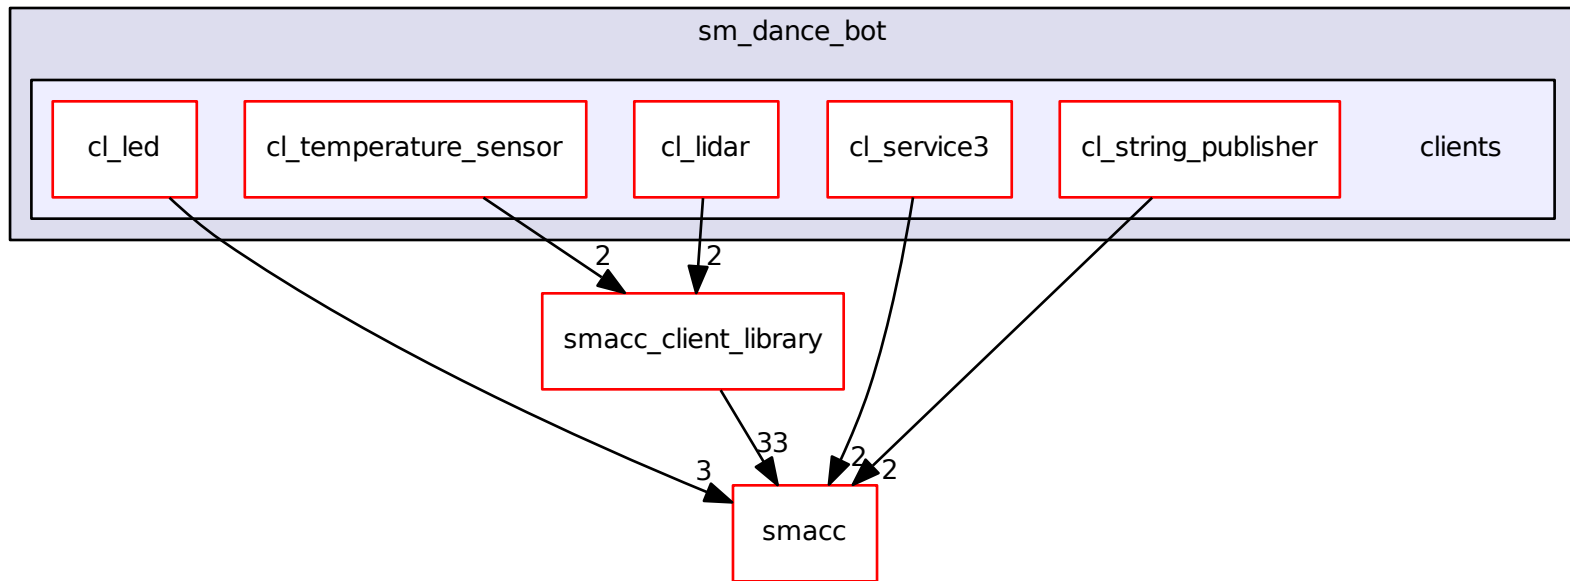 sm_dance_bot
cl_led
cl_temperature_sensor
cl_lidar
cl_service3
cl_string_publisher
clients
2
2
smacc_client_library
33
3
2
2
smacc